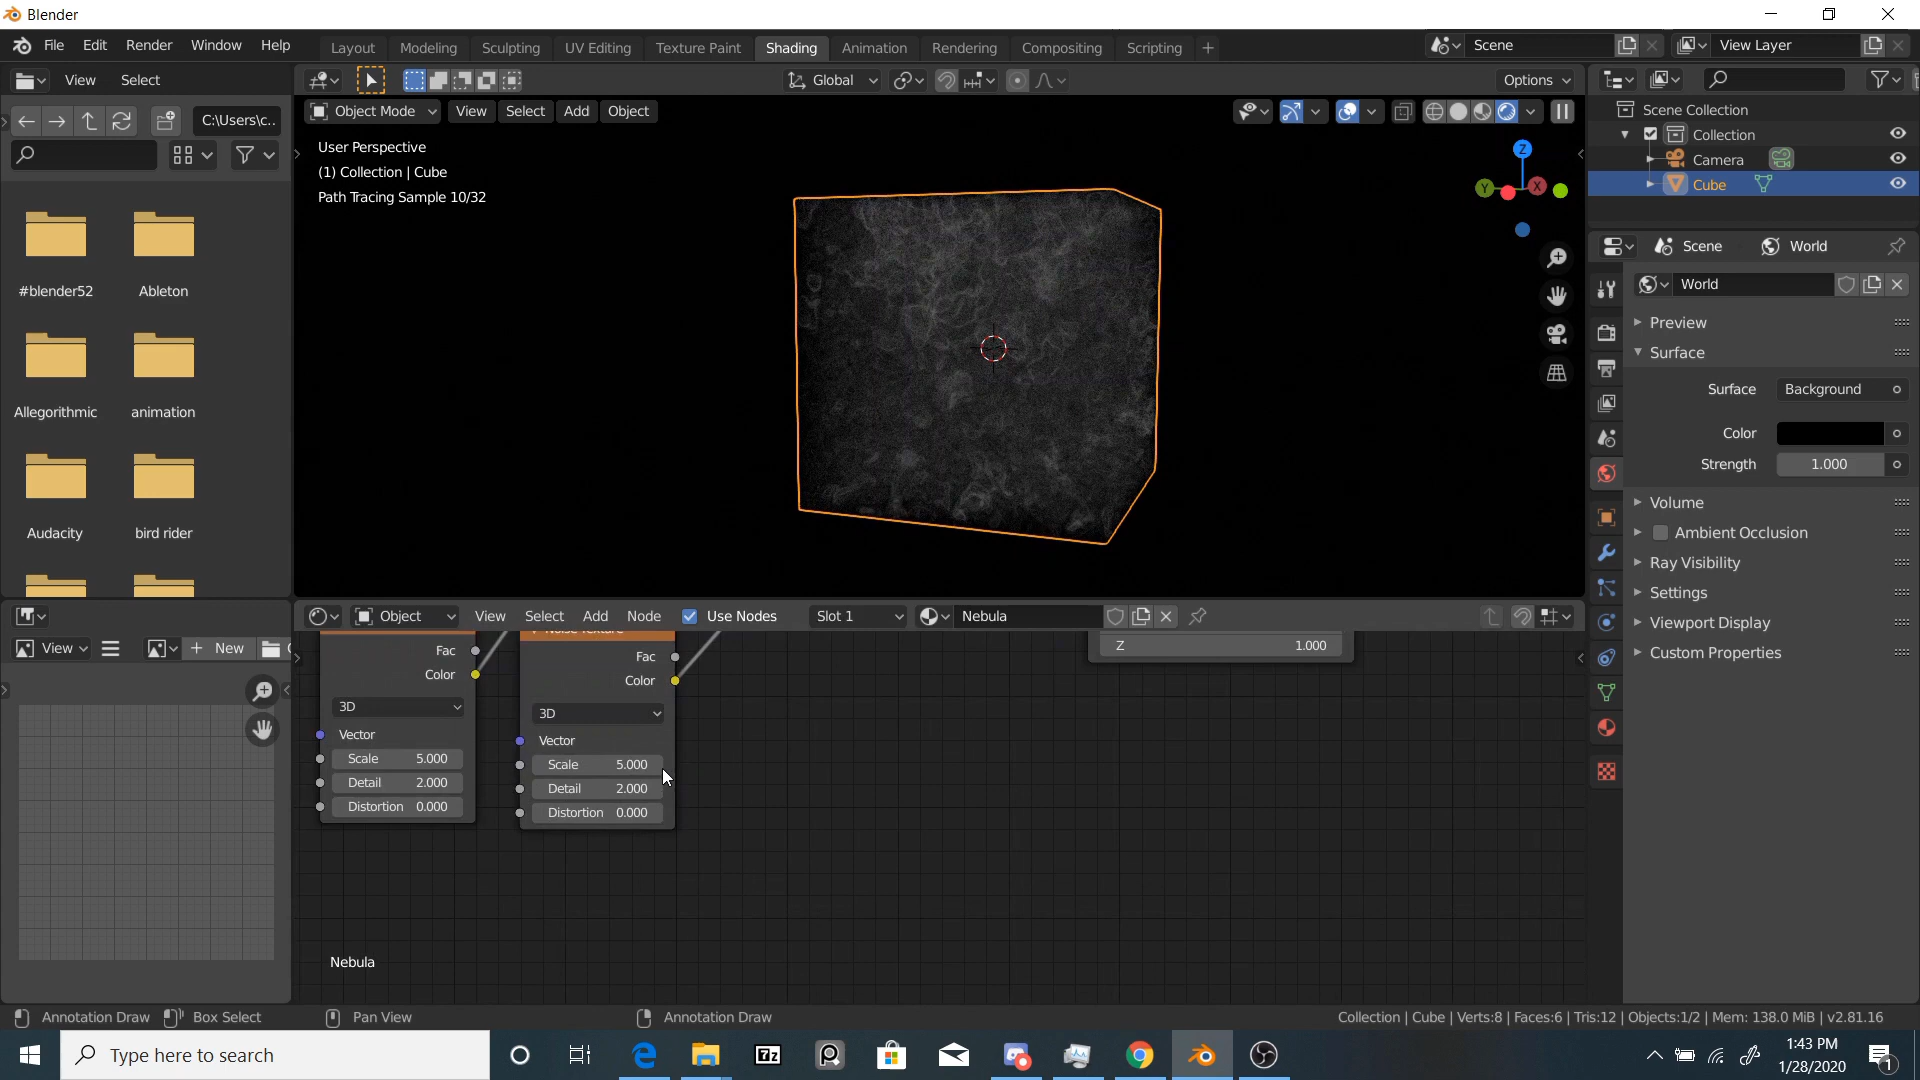 Blender
File Edit Render Window Help
Layout Modeling Sculpting UV Editing Texture Paint Shading Animation Rendering Compositing Scripting +
Scene
View Layer
View Select
Global
Options
C:\Users\c..
Object Mode View Select Add Object
User Perspective
(1) Collection | Cube
Path Tracing Sample 10/32
Z
Y
X
Scene Collection
Collection
Camera
Cube
Scene World
World
Preview
Surface
Surface Background
Color
Strength 1.000
Volume
Ambient Occlusion
Ray Visibility
Settings
Viewport Display
Custom Properties
#blender52 Ableton
Allegorithmic animation
Audacity bird rider
View
+ New
Object View Select Add Node Use Nodes Slot 1 Nebula
Fac
Color
3D
Vector
Scale 5.000
Detail 2.000
Distortion 0.000
Noise Texture
Fac
Color
3D
Vector
Scale 5.000
Detail 2.000
Distortion 0.000
Z 1.000
Nebula
Annotation Draw Box Select Pan View Annotation Draw
Collection | Cube | Verts:8 | Faces:6 | Tris:12 | Objects:1/2 | Mem: 138.0 MiB | v2.81.16
Type here to search
7z
1:43 PM
1/28/2020
1